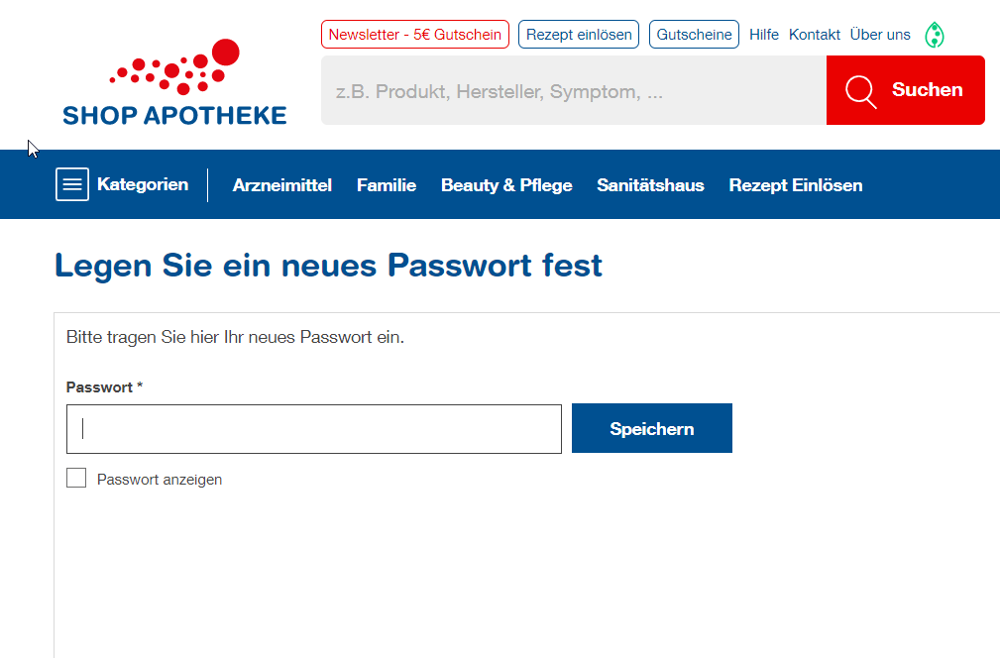 Newsletter - 5€ Gutschein Rezept einlösen Gutscheine Hilfe Kontakt Über uns
SHOP APOTHEKE
z.B. Produkt, Hersteller, Symptom, ...
Suchen
Kategorien Arzneimittel Familie Beauty & Pflege Sanitätshaus Rezept Einlösen
Legen Sie ein neues Passwort fest
Bitte tragen Sie hier Ihr neues Passwort ein.
Passwort *
Speichern
Passwort anzeigen